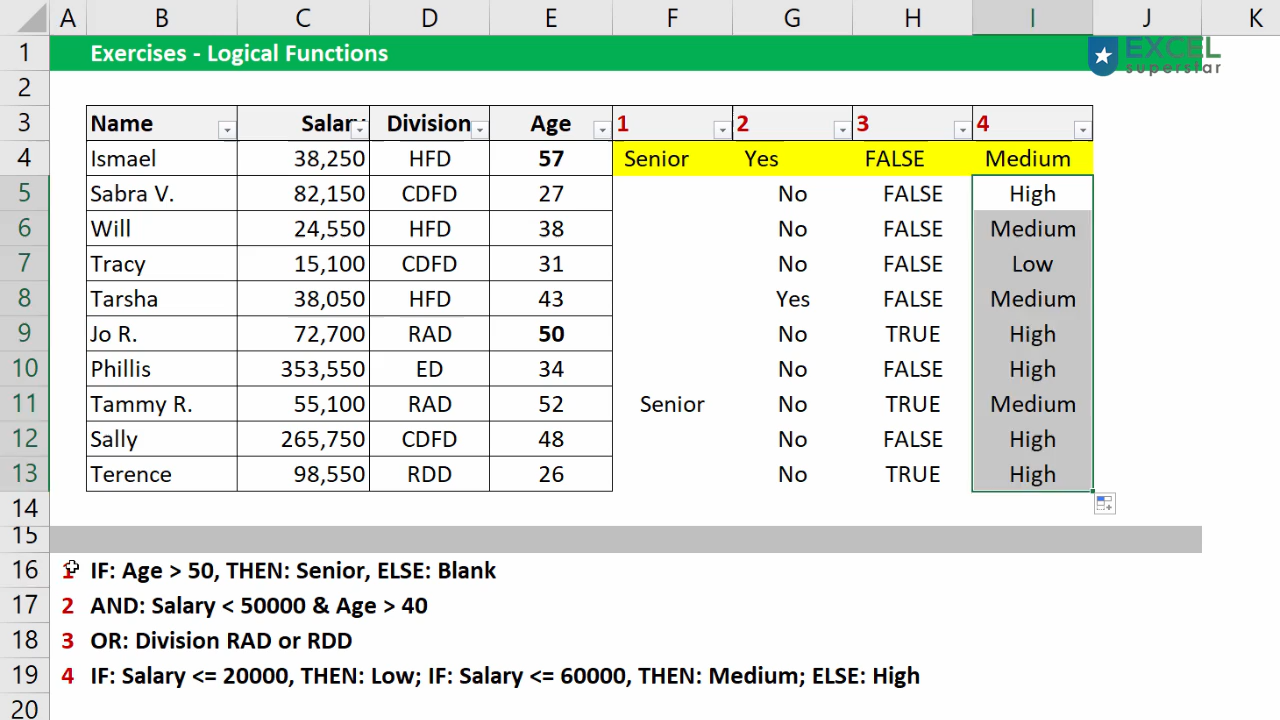 A B C D E F G H I J K
1 Exercises - Logical Functions EXCEL
superstar
2
3 Name Salary Division Age 1 2 3 4
4 Ismael 38,250 HFD 57 Senior Yes FALSE Medium
5 Sabra V. 82,150 CDFD 27 No FALSE High
6 Will 24,550 HFD 38 No FALSE Medium
7 Tracy 15,100 CDFD 31 No FALSE Low
8 Tarsha 38,050 HFD 43 Yes FALSE Medium
9 Jo R. 72,700 RAD 50 No TRUE High
10 Phillis 353,550 ED 34 No FALSE High
11 Tammy R. 55,100 RAD 52 Senior No TRUE Medium
12 Sally 265,750 CDFD 48 No FALSE High
13 Terence 98,550 RDD 26 No TRUE High
14
15
16 1 IF: Age > 50, THEN: Senior, ELSE: Blank
17 2 AND: Salary < 50000 & Age > 40
18 3 OR: Division RAD or RDD
19 4 IF: Salary <= 20000, THEN: Low; IF: Salary <= 60000, THEN: Medium; ELSE: High
20